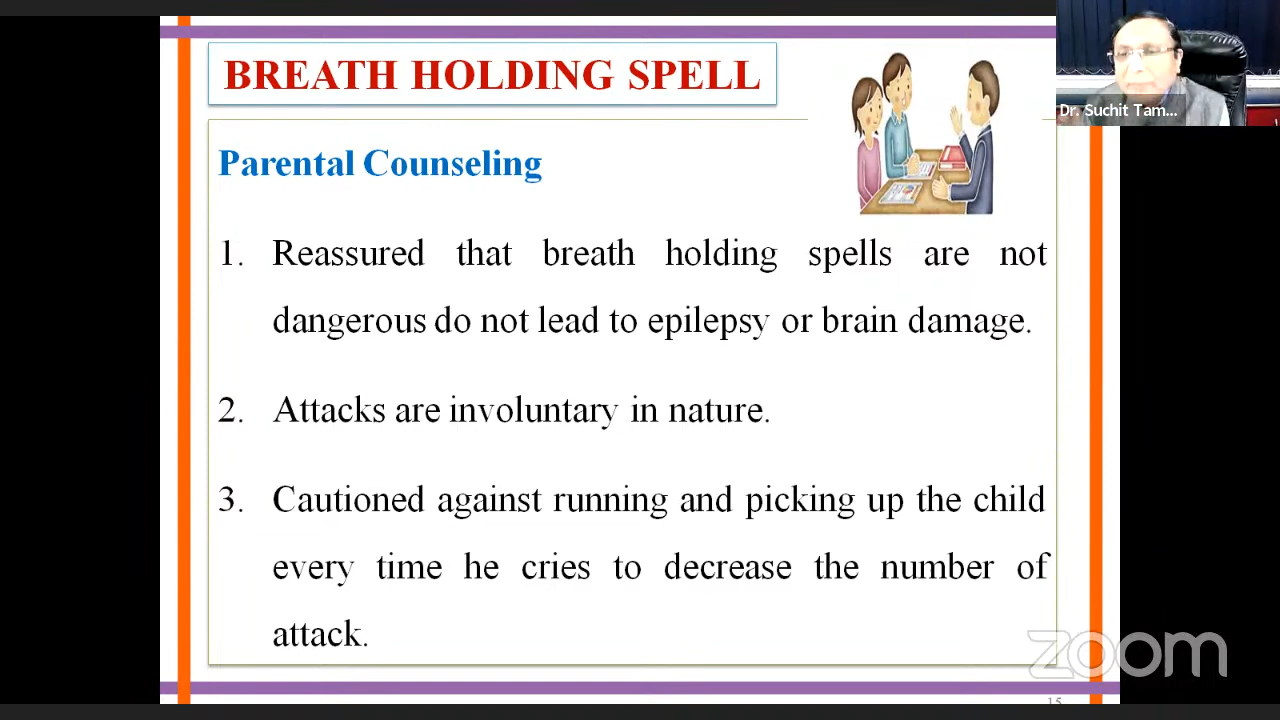 BREATH HOLDING SPELL
Dr. Suchit Tam...
Parental Counseling
1. Reassured that breath holding spells are not
dangerous do not lead to epilepsy or brain damage.
2. Attacks are involuntary in nature.
3. Cautioned against running and picking up the child
every time he cries to decrease the number of
attack.
zoom
15